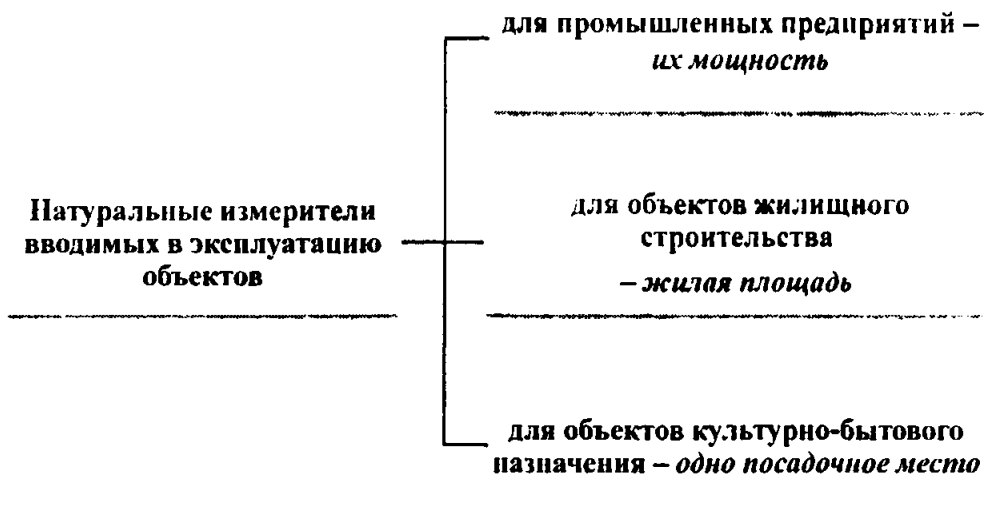 для промышленных предприятий –
их мощность
Натуральные измерители
вводимых в эксплуатацию
объектов
для объектов жилищного
строительства
– жилая площадь
для объектов культурно-бытового
назначения – одно посадочное место